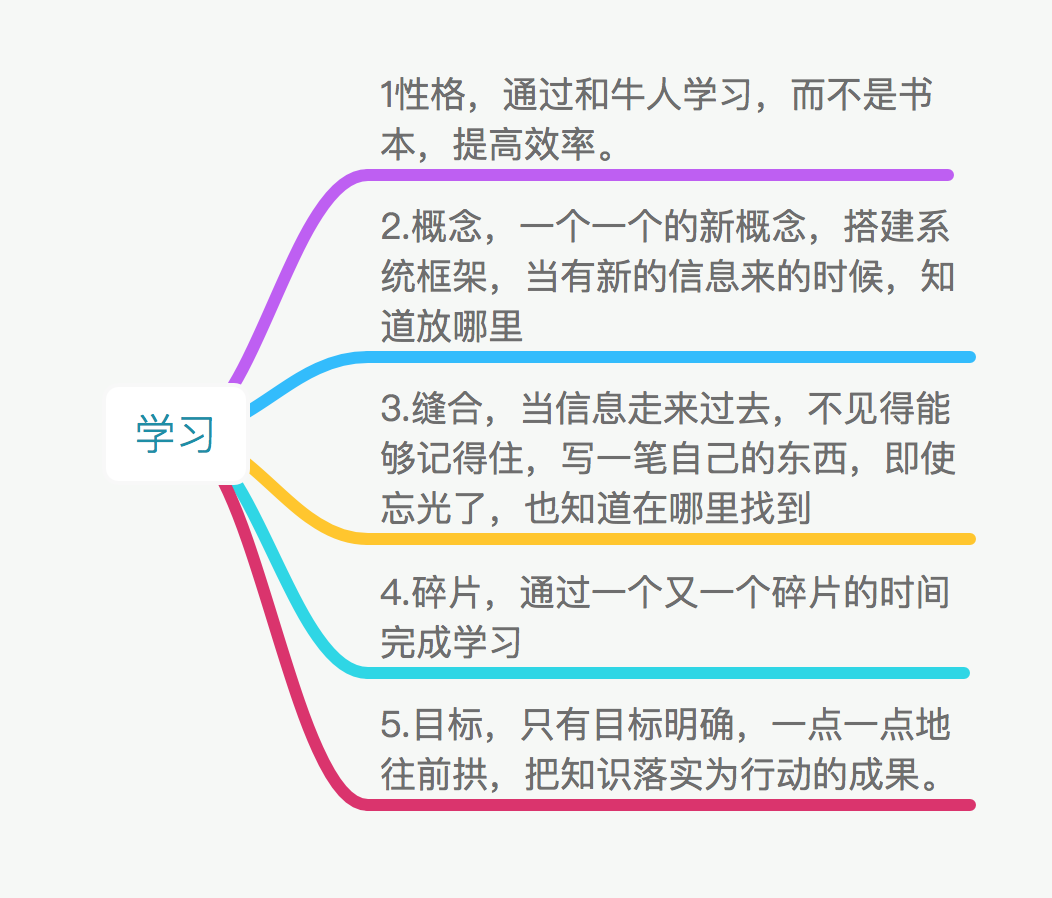 1性格，通过和牛人学习，而不是书
本，提高效率。
2.概念，一个一个的新概念，搭建系
统框架，当有新的信息来的时候，知
道放哪里
学习
3.缝合，当信息走来过去，不见得能
够记得住，写一笔自己的东西，即使
忘光了，也知道在哪里找到
4.碎片，通过一个又一个碎片的时间
完成学习
5.目标，只有目标明确，一点一点地
往前拱，把知识落实为行动的成果。